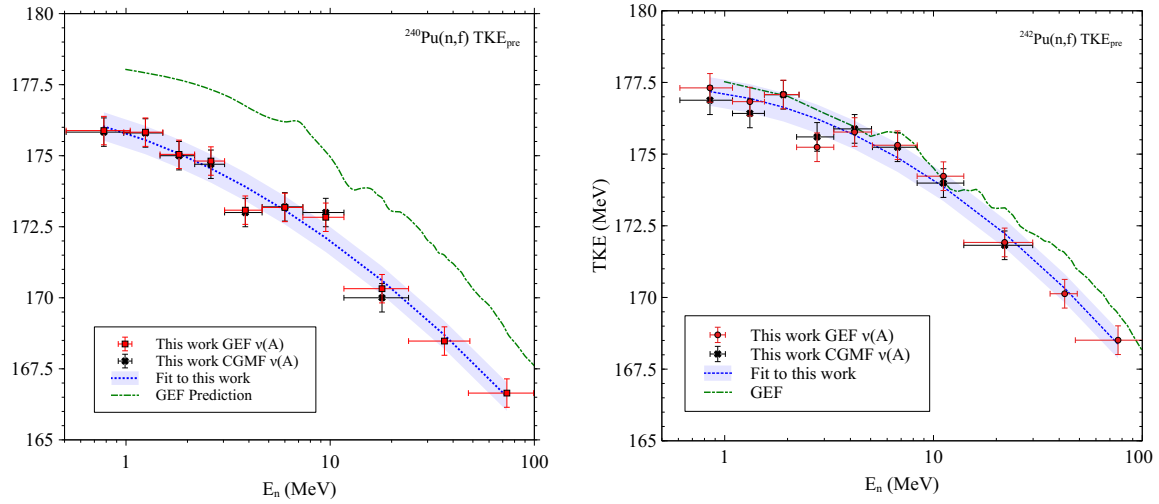 180
177.5
175
172.5
170
167.5
165
²⁴⁰Pu(n,f) TKEpre
This work GEF ν(A)
This work CGMF ν(A)
Fit to this work
GEF Prediction
1
10
100
En (MeV)
TKE (MeV)
180
177.5
175
172.5
170
167.5
165
²⁴²Pu(n,f) TKEpre
This work GEF ν(A)
This work CGMF ν(A)
Fit to this work
GEF
1
10
100
En (MeV)